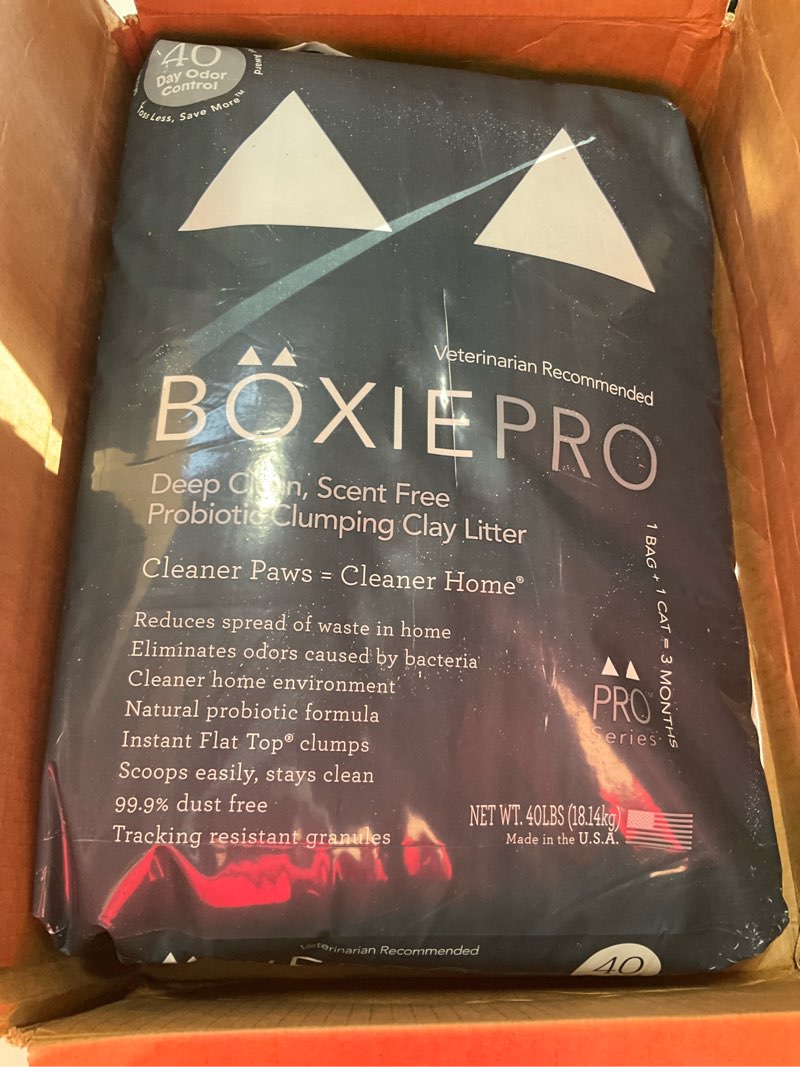 40
Day Odor
Control
Toss Less, Save More™
Award
Veterinarian Recommended
BÖXIEPRO®
Deep Clean, Scent Free
Probiotic Clumping Clay Litter
Cleaner Paws = Cleaner Home®
Reduces spread of waste in home
Eliminates odors caused by bacteria
Cleaner home environment
Natural probiotic formula
Instant Flat Top® clumps
Scoops easily, stays clean
99.9% dust free
Tracking resistant granules
1 BAG + 1 CAT = 3 MONTHS
PRO™
Series
NET WT. 40LBS (18.14kg)
Made in the U.S.A.
Veterinarian Recommended
40